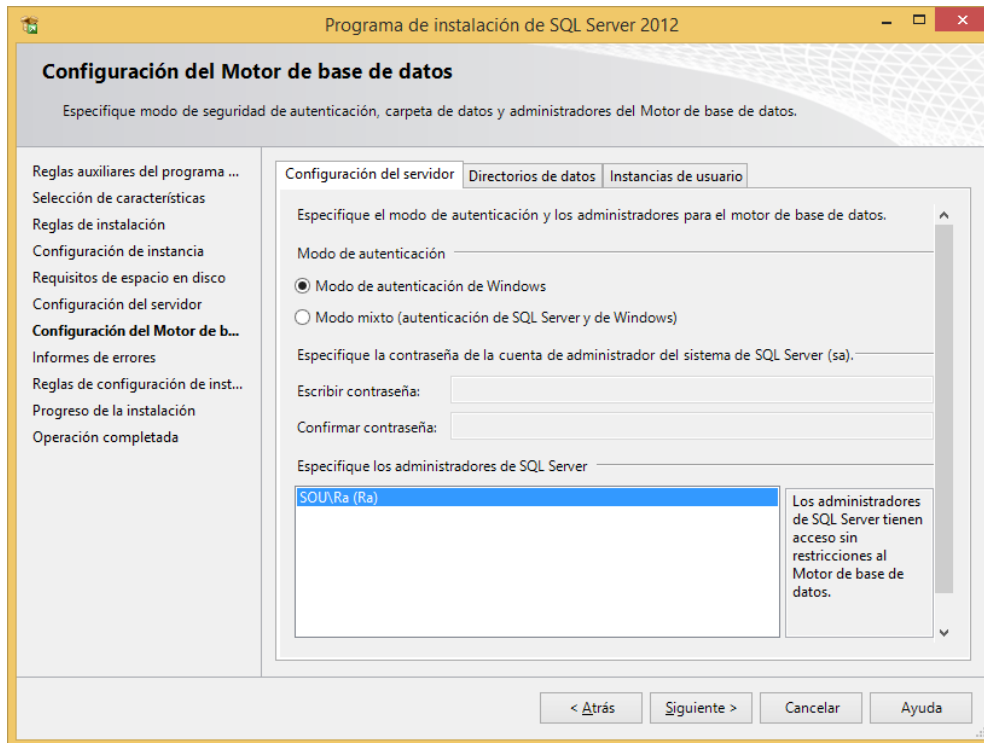 Programa de instalación de SQL Server 2012
Configuración del Motor de base de datos
Especifique modo de seguridad de autenticación, carpeta de datos y administradores del Motor de base de datos.
Reglas auxiliares del programa ...
Selección de características
Reglas de instalación
Configuración de instancia
Requisitos de espacio en disco
Configuración del servidor
Configuración del Motor de b...
Informes de errores
Reglas de configuración de inst...
Progreso de la instalación
Operación completada
Configuración del servidor
Directorios de datos
Instancias de usuario
Especifique el modo de autenticación y los administradores para el motor de base de datos.
Modo de autenticación
Modo de autenticación de Windows
Modo mixto (autenticación de SQL Server y de Windows)
Especifique la contraseña de la cuenta de administrador del sistema de SQL Server (sa).
Escribir contraseña:
Confirmar contraseña:
Especifique los administradores de SQL Server
SOU\Ra (Ra)
Los administradores
de SQL Server tienen
acceso sin
restricciones al
Motor de base de
datos.
< Atrás
Siguiente >
Cancelar
Ayuda